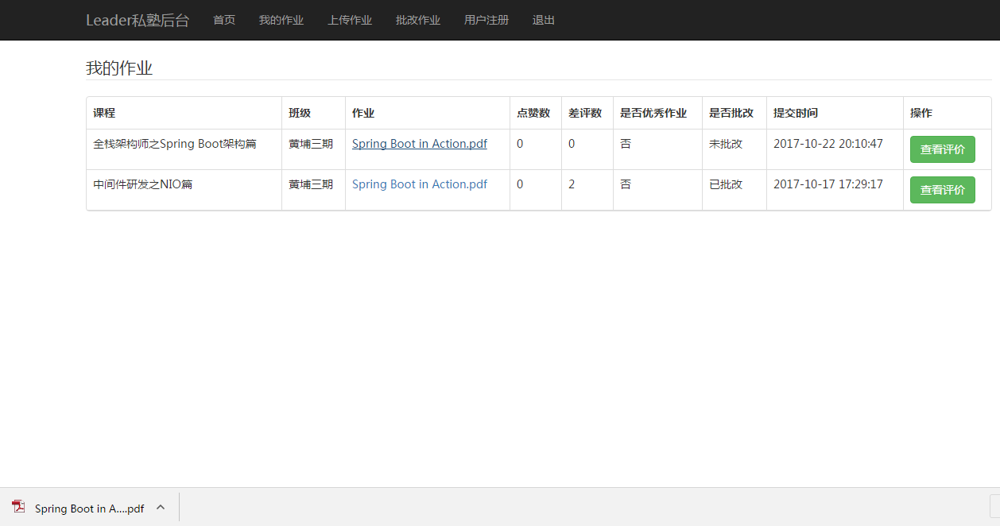 Leader私塾后台 首页 我的作业 上传作业 批改作业 用户注册 退出
我的作业
课程 班级 作业 点赞数 差评数 是否优秀作业 是否批改 提交时间 操作
全栈架构师之Spring Boot架构篇 黄埔三期 Spring Boot in Action.pdf 0 0 否 未批改 2017-10-22 20:10:47 查看评价
中间件研发之NIO篇 黄埔三期 Spring Boot in Action.pdf 0 2 否 已批改 2017-10-17 17:29:17 查看评价
Spring Boot in A....pdf